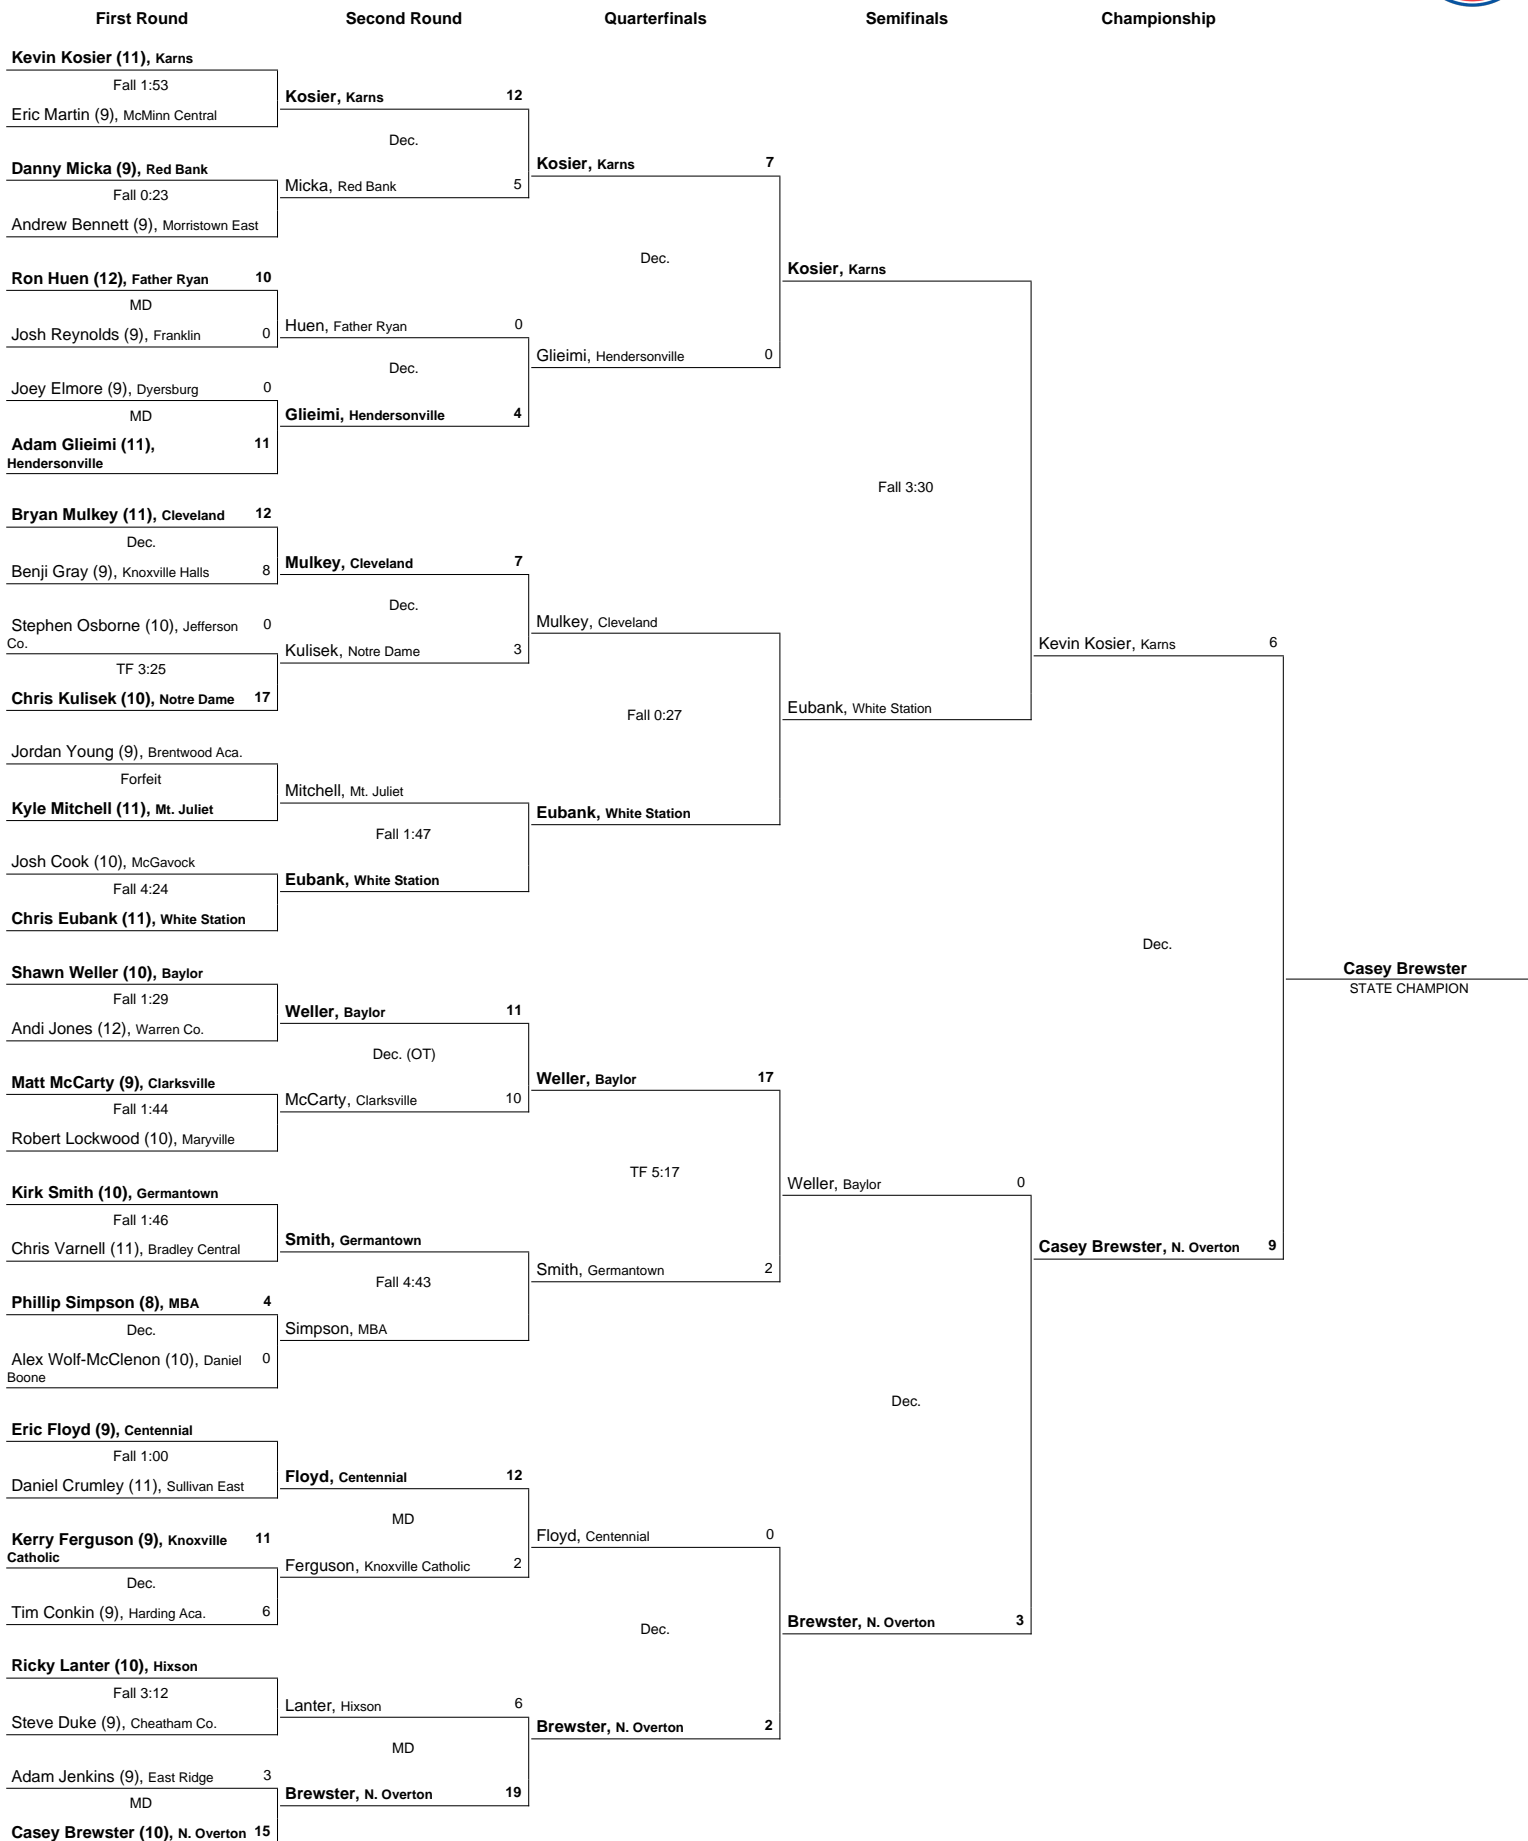 First Round Second Round Quarterfinals Semifinals Championship
Kevin Kosier (11), Karns
Fall 1:53
Eric Martin (9), McMinn Central
Kosier, Karns 12
Dec.
Micka, Red Bank 5
Danny Micka (9), Red Bank
Fall 0:23
Andrew Bennett (9), Morristown East
Kosier, Karns 7
Dec.
Glieimi, Hendersonville 0
Ron Huen (12), Father Ryan 10
MD
Josh Reynolds (9), Franklin 0
Huen, Father Ryan 0
Dec.
Glieimi, Hendersonville 4
Joey Elmore (9), Dyersburg 0
MD
Adam Glieimi (11), 11
Hendersonville
Kosier, Karns
Fall 3:30
Eubank, White Station
Bryan Mulkey (11), Cleveland 12
Dec.
Benji Gray (9), Knoxville Halls 8
Mulkey, Cleveland 7
Dec.
Kulisek, Notre Dame 3
Stephen Osborne (10), Jefferson 0
Co.
TF 3:25
Chris Kulisek (10), Notre Dame 17
Mulkey, Cleveland
Fall 0:27
Eubank, White Station
Jordan Young (9), Brentwood Aca.
Forfeit
Kyle Mitchell (11), Mt. Juliet
Mitchell, Mt. Juliet
Fall 1:47
Eubank, White Station
Josh Cook (10), McGavock
Fall 4:24
Chris Eubank (11), White Station
Kevin Kosier, Karns 6
Dec.
Casey Brewster, N. Overton 9
Casey Brewster
STATE CHAMPION
Shawn Weller (10), Baylor
Fall 1:29
Andi Jones (12), Warren Co.
Weller, Baylor 11
Dec. (OT)
McCarty, Clarksville 10
Matt McCarty (9), Clarksville
Fall 1:44
Robert Lockwood (10), Maryville
Weller, Baylor 17
TF 5:17
Smith, Germantown 2
Kirk Smith (10), Germantown
Fall 1:46
Chris Varnell (11), Bradley Central
Smith, Germantown
Fall 4:43
Simpson, MBA
Phillip Simpson (8), MBA 4
Dec.
Alex Wolf-McClenon (10), Daniel 0
Boone
Weller, Baylor 0
Dec.
Brewster, N. Overton 3
Eric Floyd (9), Centennial
Fall 1:00
Daniel Crumley (11), Sullivan East
Floyd, Centennial 12
MD
Ferguson, Knoxville Catholic 2
Kerry Ferguson (9), Knoxville 11
Catholic
Dec.
Tim Conkin (9), Harding Aca. 6
Floyd, Centennial 0
Dec.
Brewster, N. Overton 2
Ricky Lanter (10), Hixson
Fall 3:12
Steve Duke (9), Cheatham Co.
Lanter, Hixson 6
MD
Brewster, N. Overton 19
Adam Jenkins (9), East Ridge 3
MD
Casey Brewster (10), N. Overton 15